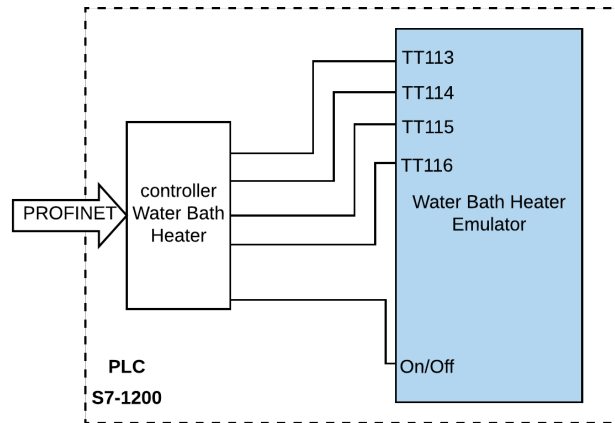 TT113
TT114
TT115
TT116
controller
Water Bath
Heater
PROFINET
Water Bath Heater
Emulator
On/Off
PLC
S7-1200